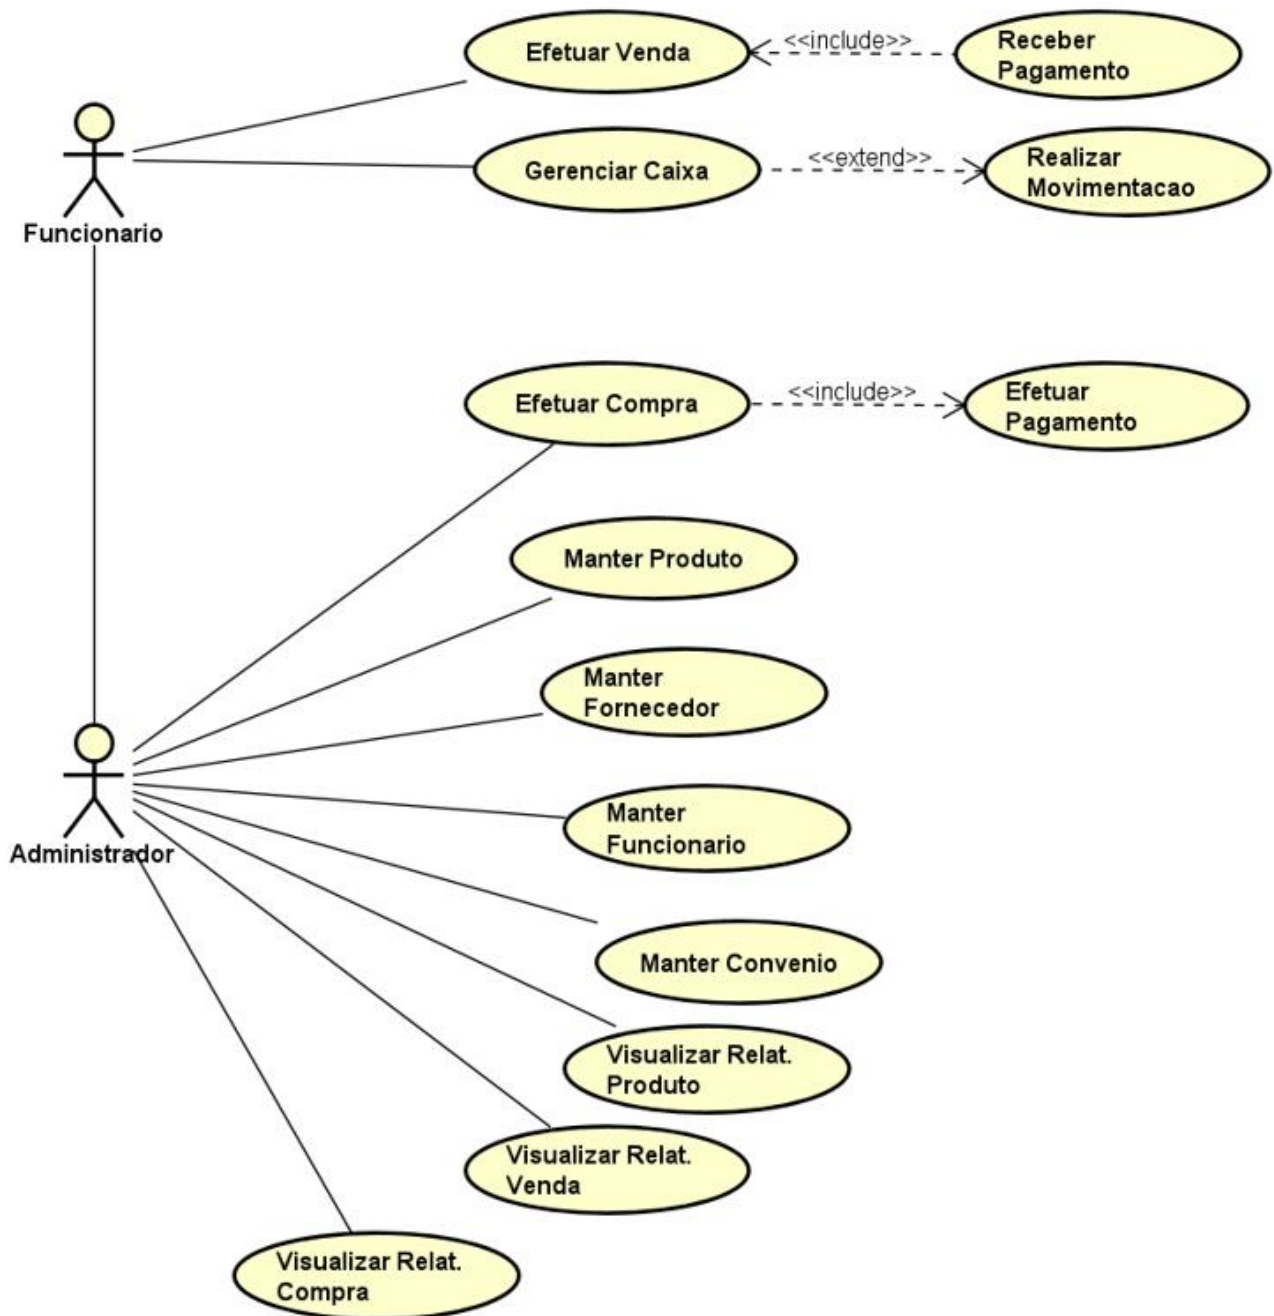 Efetuar Venda
<<include>>
Receber
Pagamento
Gerenciar Caixa
<<extend>>
Realizar
Movimentacao
Funcionario
Efetuar Compra
<<include>>
Efetuar
Pagamento
Manter Produto
Manter
Fornecedor
Manter
Funcionario
Administrador
Manter Convenio
Visualizar Relat.
Produto
Visualizar Relat.
Venda
Visualizar Relat.
Compra